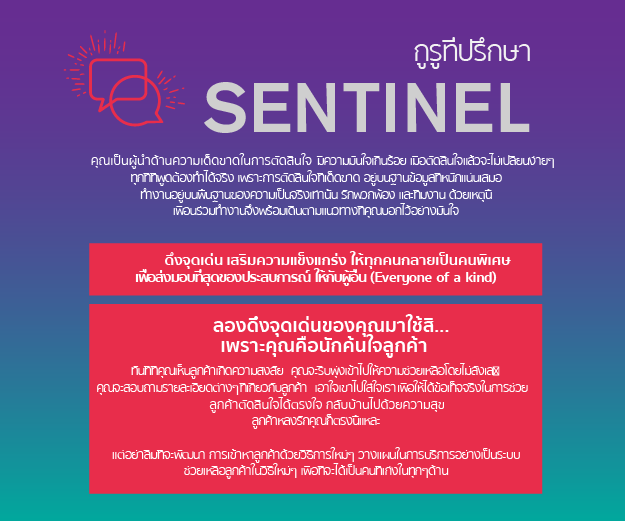 กูรูที่ปรึกษา
SENTINEL
คุณเป็นผู้นำด้านความเด็ดขาดในการตัดสินใจ มีความมั่นใจเกินร้อย เมื่อตัดสินใจแล้วจะไม่เปลี่ยนง่ายๆ
ทุกที่ที่พูดต้องทำได้จริง เพราะการตัดสินใจที่เด็ดขาด อยู่บนฐานข้อมูลที่หนักแน่นเสมอ
ทำงานอยู่บนพื้นฐานของความเป็นจริงเท่านั้น รักพวกพ้อง และทีมงาน ด้วยเหตุนี้
เพื่อนร่วมทำงานจึงพร้อมเดินตามแนวทางที่คุณบอกไว้อย่างมั่นใจ
ดึงจุดเด่น เสริมความแข็งแกร่ง ให้ทุกคนกลายเป็นคนพิเศษ
เพื่อส่งมอบที่สุดของประสบการณ์ ให้กับผู้อื่น (Everyone of a kind)
ลองดึงจุดเด่นของคุณมาใช้สิ...
เพราะคุณคือนักค้นใจลูกค้า
ทันทีที่คุณเห็นลูกค้าเกิดความสงสัย คุณจะรีบพุ่งเข้าไปให้ความช่วยเหลือโดยไม่ลังเล
คุณจะสอบถามรายละเอียดต่างๆ ที่เกี่ยวกับลูกค้า เอาใจเขาไปใส่ใจเราเพื่อให้ได้ข้อเท็จจริงในการช่วย
ลูกค้าตัดสินใจได้ตรงใจ กลับบ้านไปด้วยความสุข
ลูกค้าหลงรักคุณก็ตรงนี้แหละ
แต่อย่าลืมที่จะพัฒนา การเข้าหาลูกค้าด้วยวิธีการใหม่ๆ วางแผนในการบริการอย่างเป็นระบบ
ช่วยเหลือลูกค้าในวิธีใหม่ๆ เพื่อที่จะได้เป็นคนที่เก่งในทุกๆด้าน